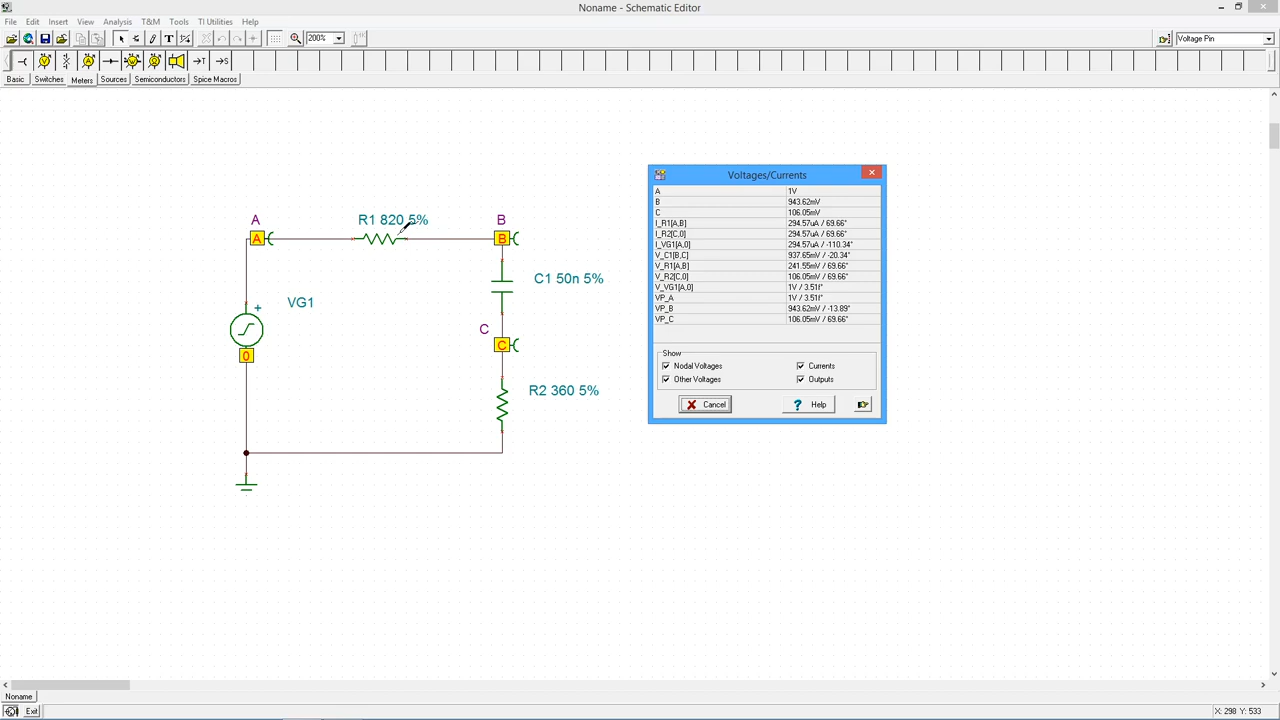 Noname - Schematic Editor
File Edit Insert View Analysis T&M Tools TI Utilities Help
T 200% Voltage Pin
Basic Switches Meters Sources Semiconductors Spice Macros
Voltages/Currents
A 1V
B 943.62mV
C 106.05mV
I_R1[A,B] 294.57uA / 69.66°
I_R2[C,0] 294.57uA / 69.66°
I_VG1[A,0] 294.57uA / -110.34°
V_C1[B,C] 937.65mV / -20.34°
V_R1[A,B] 241.55mV / 69.66°
V_R2[C,0] 106.05mV / 69.66°
V_VG1[A,0] 1V / 3.51f°
VP_A 1V / 3.51f°
VP_B 943.62mV / -13.89°
VP_C 106.05mV / 69.66°
Show
Nodal Voltages Currents
Other Voltages Outputs
Cancel ? Help
A R1 820 5% B
A B
C1 50n 5%
+ VG1
C
C
0
R2 360 5%
Noname
Exit X: 298 Y: 533